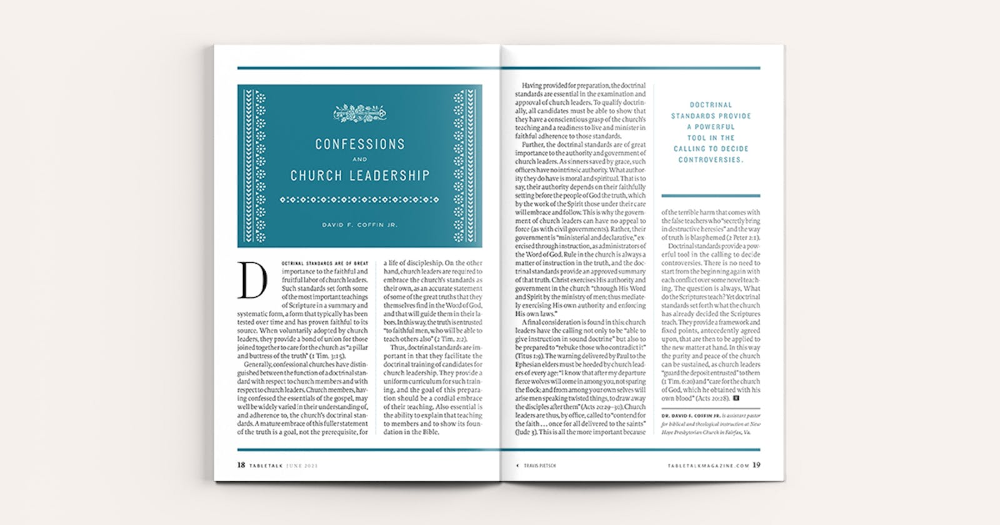 CONFESSIONS
AND
CHURCH LEADERSHIP
DAVID F. COFFIN JR.
DOCTRINAL STANDARDS ARE OF GREAT
importance to the faithful and
fruitful labor of church leaders.
Such standards set forth some
of the most important teachings
of Scripture in a summary and
systematic form, a form that typically has been
tested over time and has proven faithful to its
source. When voluntarily adopted by church
leaders, they provide a bond of union for those
joined together to care for the church as “a pillar
and buttress of the truth” (1 Tim. 3:15).
Generally, confessional churches have distin-
guished between the function of a doctrinal stan-
dard with respect to church members and with
respect to church leaders. Church members, hav-
ing confessed the essentials of the gospel, may
well be widely varied in their understanding of,
and adherence to, the church’s doctrinal stan-
dards. A mature embrace of this fuller statement
of the truth is a goal, not the prerequisite, for
a life of discipleship. On the other
hand, church leaders are required to
embrace the church’s standards as
their own, as an accurate statement
of some of the great truths that they
themselves find in the Word of God,
and that will guide them in their la-
bors. In this way, the truth is entrusted
“to faithful men, who will be able to
teach others also” (2 Tim. 2:2).
Thus, doctrinal standards are im-
portant in that they facilitate the
doctrinal training of candidates for
church leadership. They provide a
uniform curriculum for such train-
ing, and the goal of this prepara-
tion should be a cordial embrace
of their teaching. Also essential is
the ability to explain that teaching
to members and to show its foun-
dation in the Bible.
18 TABLETALK JUNE 2021
Having provided for preparation, the doctrinal
standards are essential in the examination and
approval of church leaders. To qualify doctrin-
ally, all candidates must be able to show that
they have a conscientious grasp of the church’s
teaching and a readiness to live and minister in
faithful adherence to those standards.
Further, the doctrinal standards are of great
importance to the authority and government of
church leaders. As sinners saved by grace, such
officers have no intrinsic authority. What author-
ity they do have is moral and spiritual. That is to
say, their authority depends on their faithfully
setting before the people of God the truth, which
by the work of the Spirit those under their care
will embrace and follow. This is why the govern-
ment of church leaders can have no appeal to
force (as with civil governments). Rather, their
government is “ministerial and declarative,” ex-
ercised through instruction, as administrators of
the Word of God. Rule in the church is always a
matter of instruction in the truth, and the doc-
trinal standards provide an approved summary
of that truth. Christ exercises His authority and
government in the church “through His Word
and Spirit by the ministry of men; thus mediate-
ly exercising His own authority and enforcing
His own laws.”
A final consideration is found in this: church
leaders have the calling not only to be “able to
give instruction in sound doctrine” but also to
be prepared to “rebuke those who contradict it”
(Titus 1:9). The warning delivered by Paul to the
Ephesian elders must be heeded by church lead-
ers of every age: “I know that after my departure
fierce wolves will come in among you, not sparing
the flock; and from among your own selves will
arise men speaking twisted things, to draw away
the disciples after them” (Acts 20:29–30). Church
leaders are thus, by office, called to “contend for
the faith . . . once for all delivered to the saints”
(Jude 3). This is all the more important because
DOCTRINAL
STANDARDS PROVIDE
A POWERFUL
TOOL IN THE
CALLING TO DECIDE
CONTROVERSIES.
of the terrible harm that comes with
the false teachers who “secretly bring
in destructive heresies” and the way
of truth is blasphemed (2 Peter 2:1).
Doctrinal standards provide a pow-
erful tool in the calling to decide
controversies. There is no need to
start from the beginning again with
each conflict over some novel teach-
ing. The question is always, What
do the Scriptures teach? Yet doctrinal
standards set forth what the church
has already decided the Scriptures
teach. They provide a framework and
fixed points, antecedently agreed
upon, that are then to be applied to
the new matter at hand. In this way
the purity and peace of the church
can be sustained, as church leaders
“guard the deposit entrusted” to them
(1 Tim. 6:20) and “care for the church
of God, which he obtained with his
own blood” (Acts 20:28).
DR. DAVID F. COFFIN JR. is assistant pastor
for biblical and theological instruction at New
Hope Presbyterian Church in Fairfax, Va.
TRAVIS PIETSCH
TABLETALKMAGAZINE.COM 19